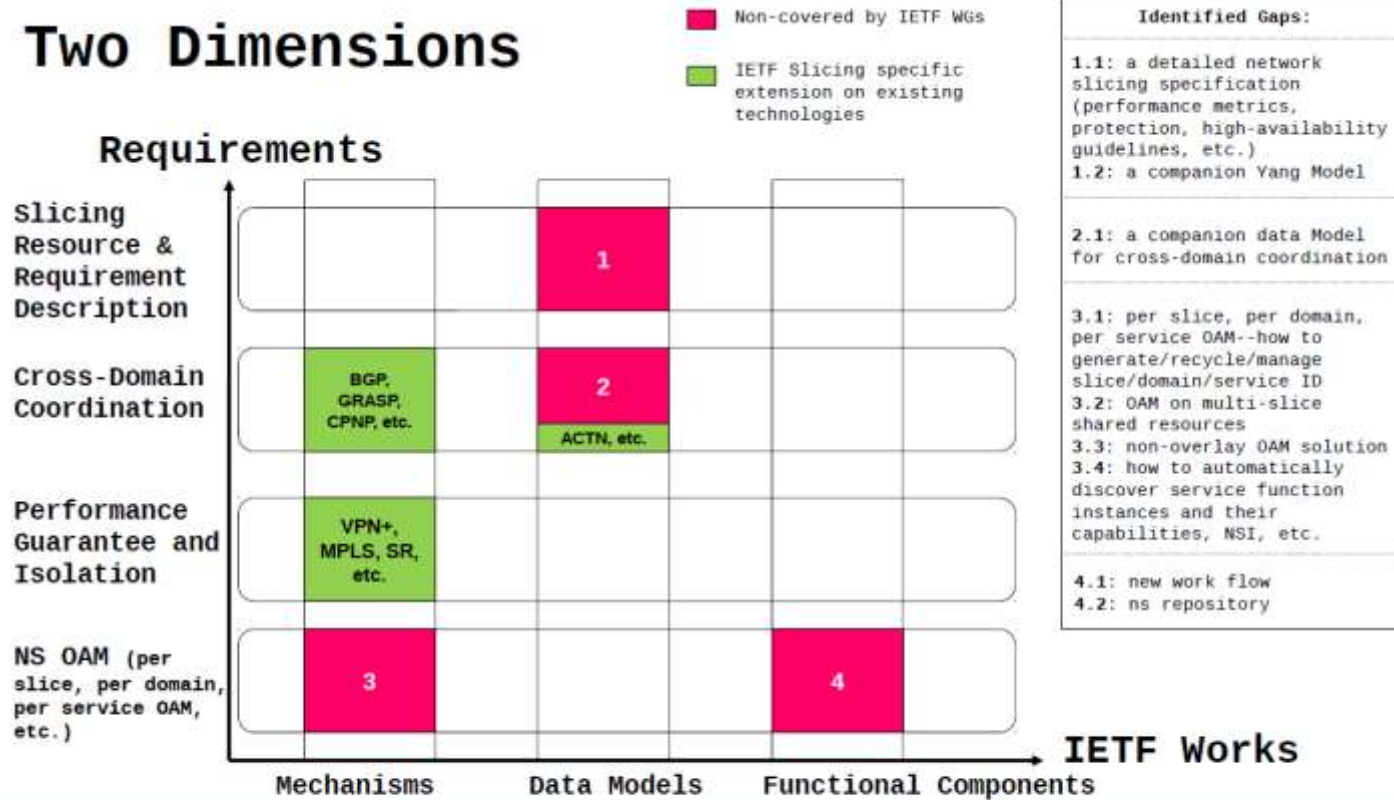 Two Dimensions
Non-covered by IETF WGs
IETF Slicing specific
extension on existing
technologies
Requirements
Slicing
Resource &
Requirement
Description
1
Cross-Domain
Coordination
BGP,
GRASP,
CPNP, etc.
2
ACTN, etc.
Performance
Guarantee and
Isolation
VPN+,
MPLS, SR,
etc.
NS OAM (per
slice, per domain,
per service OAM,
etc.)
3
4
IETF Works
Mechanisms
Data Models
Functional Components
Identified Gaps:
1.1: a detailed network
slicing specification
(performance metrics,
protection, high-availability
guidelines, etc.)
1.2: a companion Yang Model
2.1: a companion data Model
for cross-domain coordination
3.1: per slice, per domain,
per service OAM--how to
generate/recycle/manage
slice/domain/service ID
3.2: OAM on multi-slice
shared resources
3.3: non-overlay OAM solution
3.4: how to automatically
discover service function
instances and their
capabilities, NSI, etc.
4.1: new work flow
4.2: ns repository